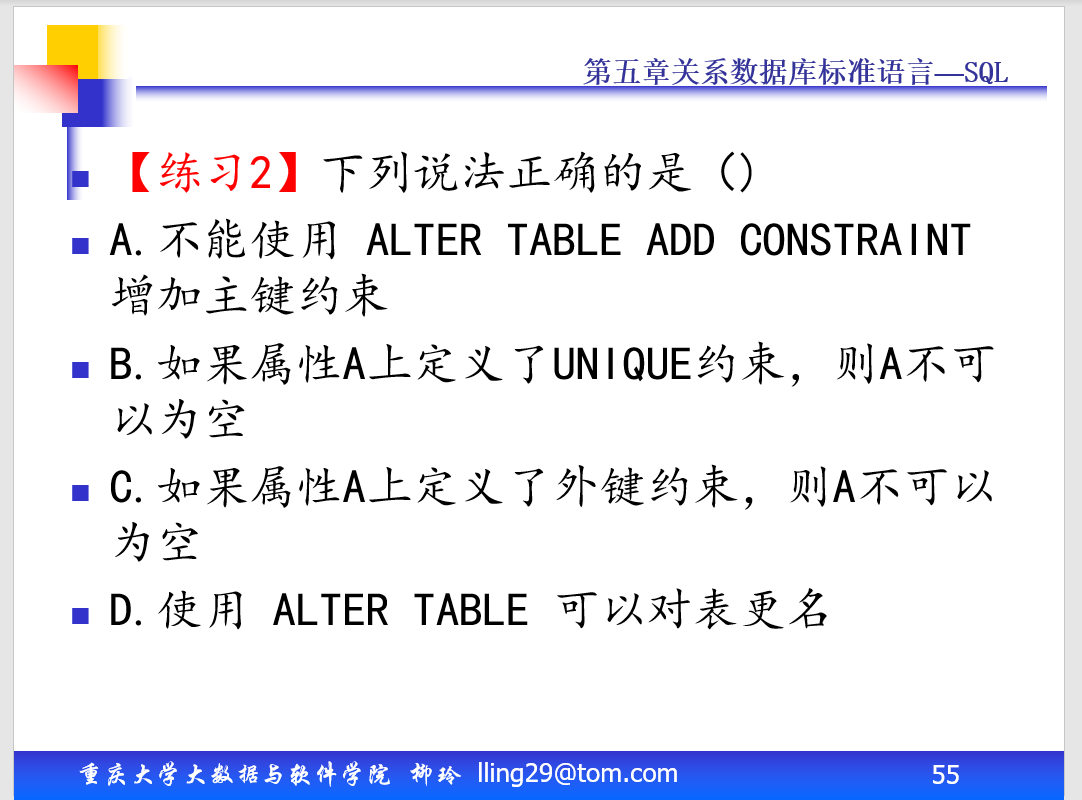 第五章关系数据库标准语言—SQL
【练习2】下列说法正确的是（）
A.不能使用 ALTER TABLE ADD CONSTRAINT
增加主键约束
B.如果属性A上定义了UNIQUE约束，则A不可
以为空
C.如果属性A上定义了外键约束，则A不可以
为空
D.使用 ALTER TABLE 可以对表更名
重庆大学大数据与软件学院 柳玲 lling29@tom.com 55